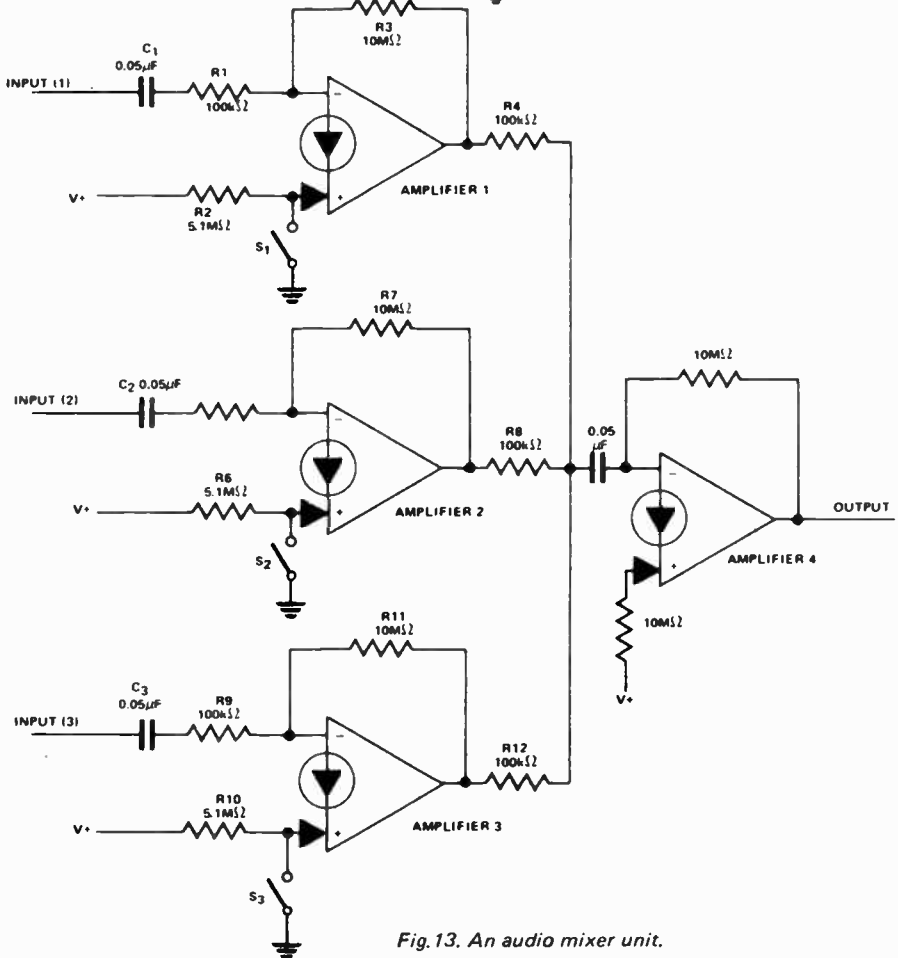 R3
10MΩ
C1
0.05µF
INPUT (1)
R1
100kΩ
−
R4
100kΩ
V+
R2
5.1MΩ
+
AMPLIFIER 1
S1
R7
10MΩ
C2 0.05µF
INPUT (2)
−
R8
100kΩ
0.05
µF
10MΩ
−
OUTPUT
V+
R6
5.1MΩ
+
AMPLIFIER 2
S2
+
AMPLIFIER 4
10MΩ
V+
R11
10MΩ
C3
0.05µF
INPUT (3)
R9
100kΩ
−
R12
100kΩ
V+
R10
5.1MΩ
+
AMPLIFIER 3
S3
Fig.13. An audio mixer unit.